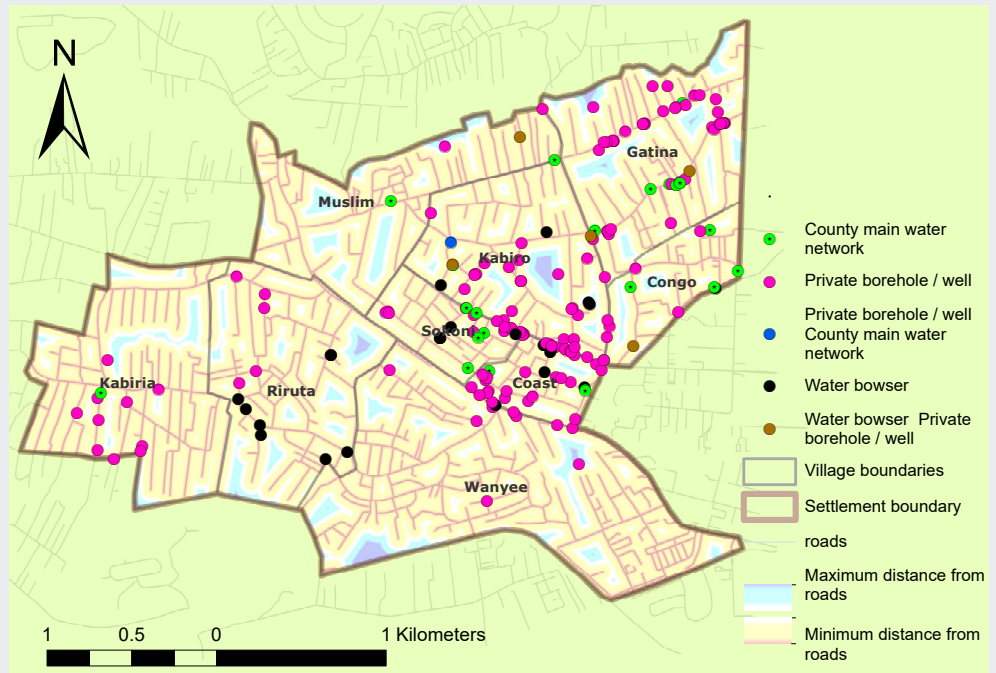 N
Gatina
Muslim
Kabiro
Congo
Sokoni
Coast
Kabiria
Riruta
Wanyee
County main water
network
Private borehole / well
Private borehole / well
County main water
network
Water bowser
Water bowser Private
borehole / well
Village boundaries
Settlement boundary
roads
Maximum distance from
roads
Minimum distance from
roads
1 0.5 0 1 Kilometers